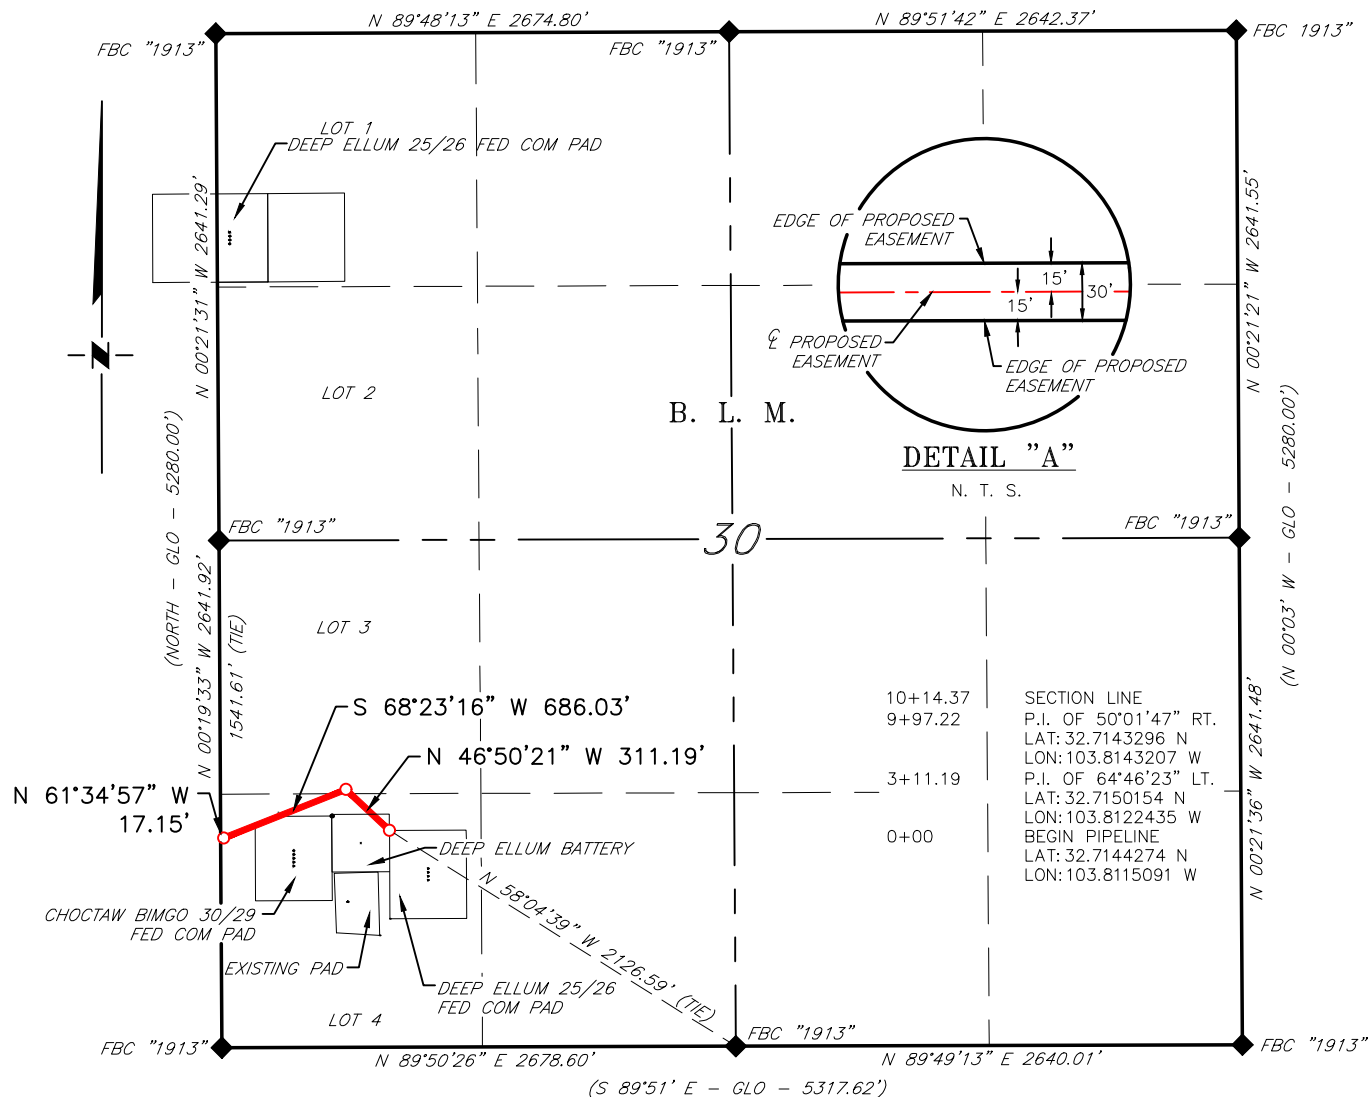 N 89°48'13" E 2674.80'
N 89°51'42" E 2642.37'
FBC "1913"
FBC "1913"
FBC 1913"
LOT 1
DEEP ELLUM 25/26 FED COM PAD
N 00°21'31" W 2641.29'
N 00°21'21" W 2641.55'
EDGE OF PROPOSED
EASEMENT
15'
30'
15'
℄ PROPOSED
EASEMENT
EDGE OF PROPOSED
EASEMENT
N
LOT 2
B. L. M.
DETAIL "A"
N. T. S.
(NORTH - GLO - 5280.00')
(N 00°03' W - GLO - 5280.00')
FBC "1913"
30
FBC "1913"
N 00°19'33" W 2641.92'
1541.61' (TIE)
LOT 3
S 68°23'16" W 686.03'
N 46°50'21" W 311.19'
N 61°34'57" W
17.15'
10+14.37 SECTION LINE
9+97.22 P.I. OF 50°01'47" RT.
LAT: 32.7143296 N
LON: 103.8143207 W
3+11.19 P.I. OF 64°46'23" LT.
LAT: 32.7150154 N
LON: 103.8122435 W
0+00 BEGIN PIPELINE
LAT: 32.7144274 N
LON: 103.8115091 W
N 00°21'36" W 2641.48'
DEEP ELLUM BATTERY
N 58°04'39" W 2126.59' (TIE)
CHOCTAW BIMGO 30/29
FED COM PAD
EXISTING PAD
DEEP ELLUM 25/26
FED COM PAD
LOT 4
FBC "1913"
FBC "1913"
FBC "1913"
N 89°50'26" E 2678.60'
N 89°49'13" E 2640.01'
(S 89°51' E - GLO - 5317.62')